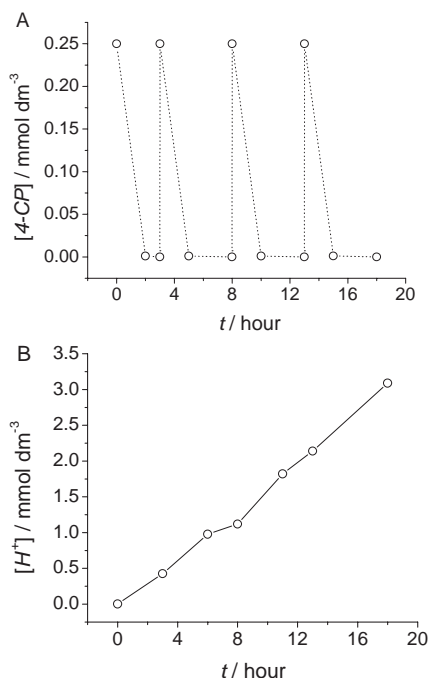 A
0.25
0.20
0.15
0.10
0.05
0.00
[4-CP] / mmol dm⁻³
0 4 8 12 16 20
t / hour
B
3.5
3.0
2.5
2.0
1.5
1.0
0.5
0.0
[H⁺] / mmol dm⁻³
0 4 8 12 16 20
t / hour